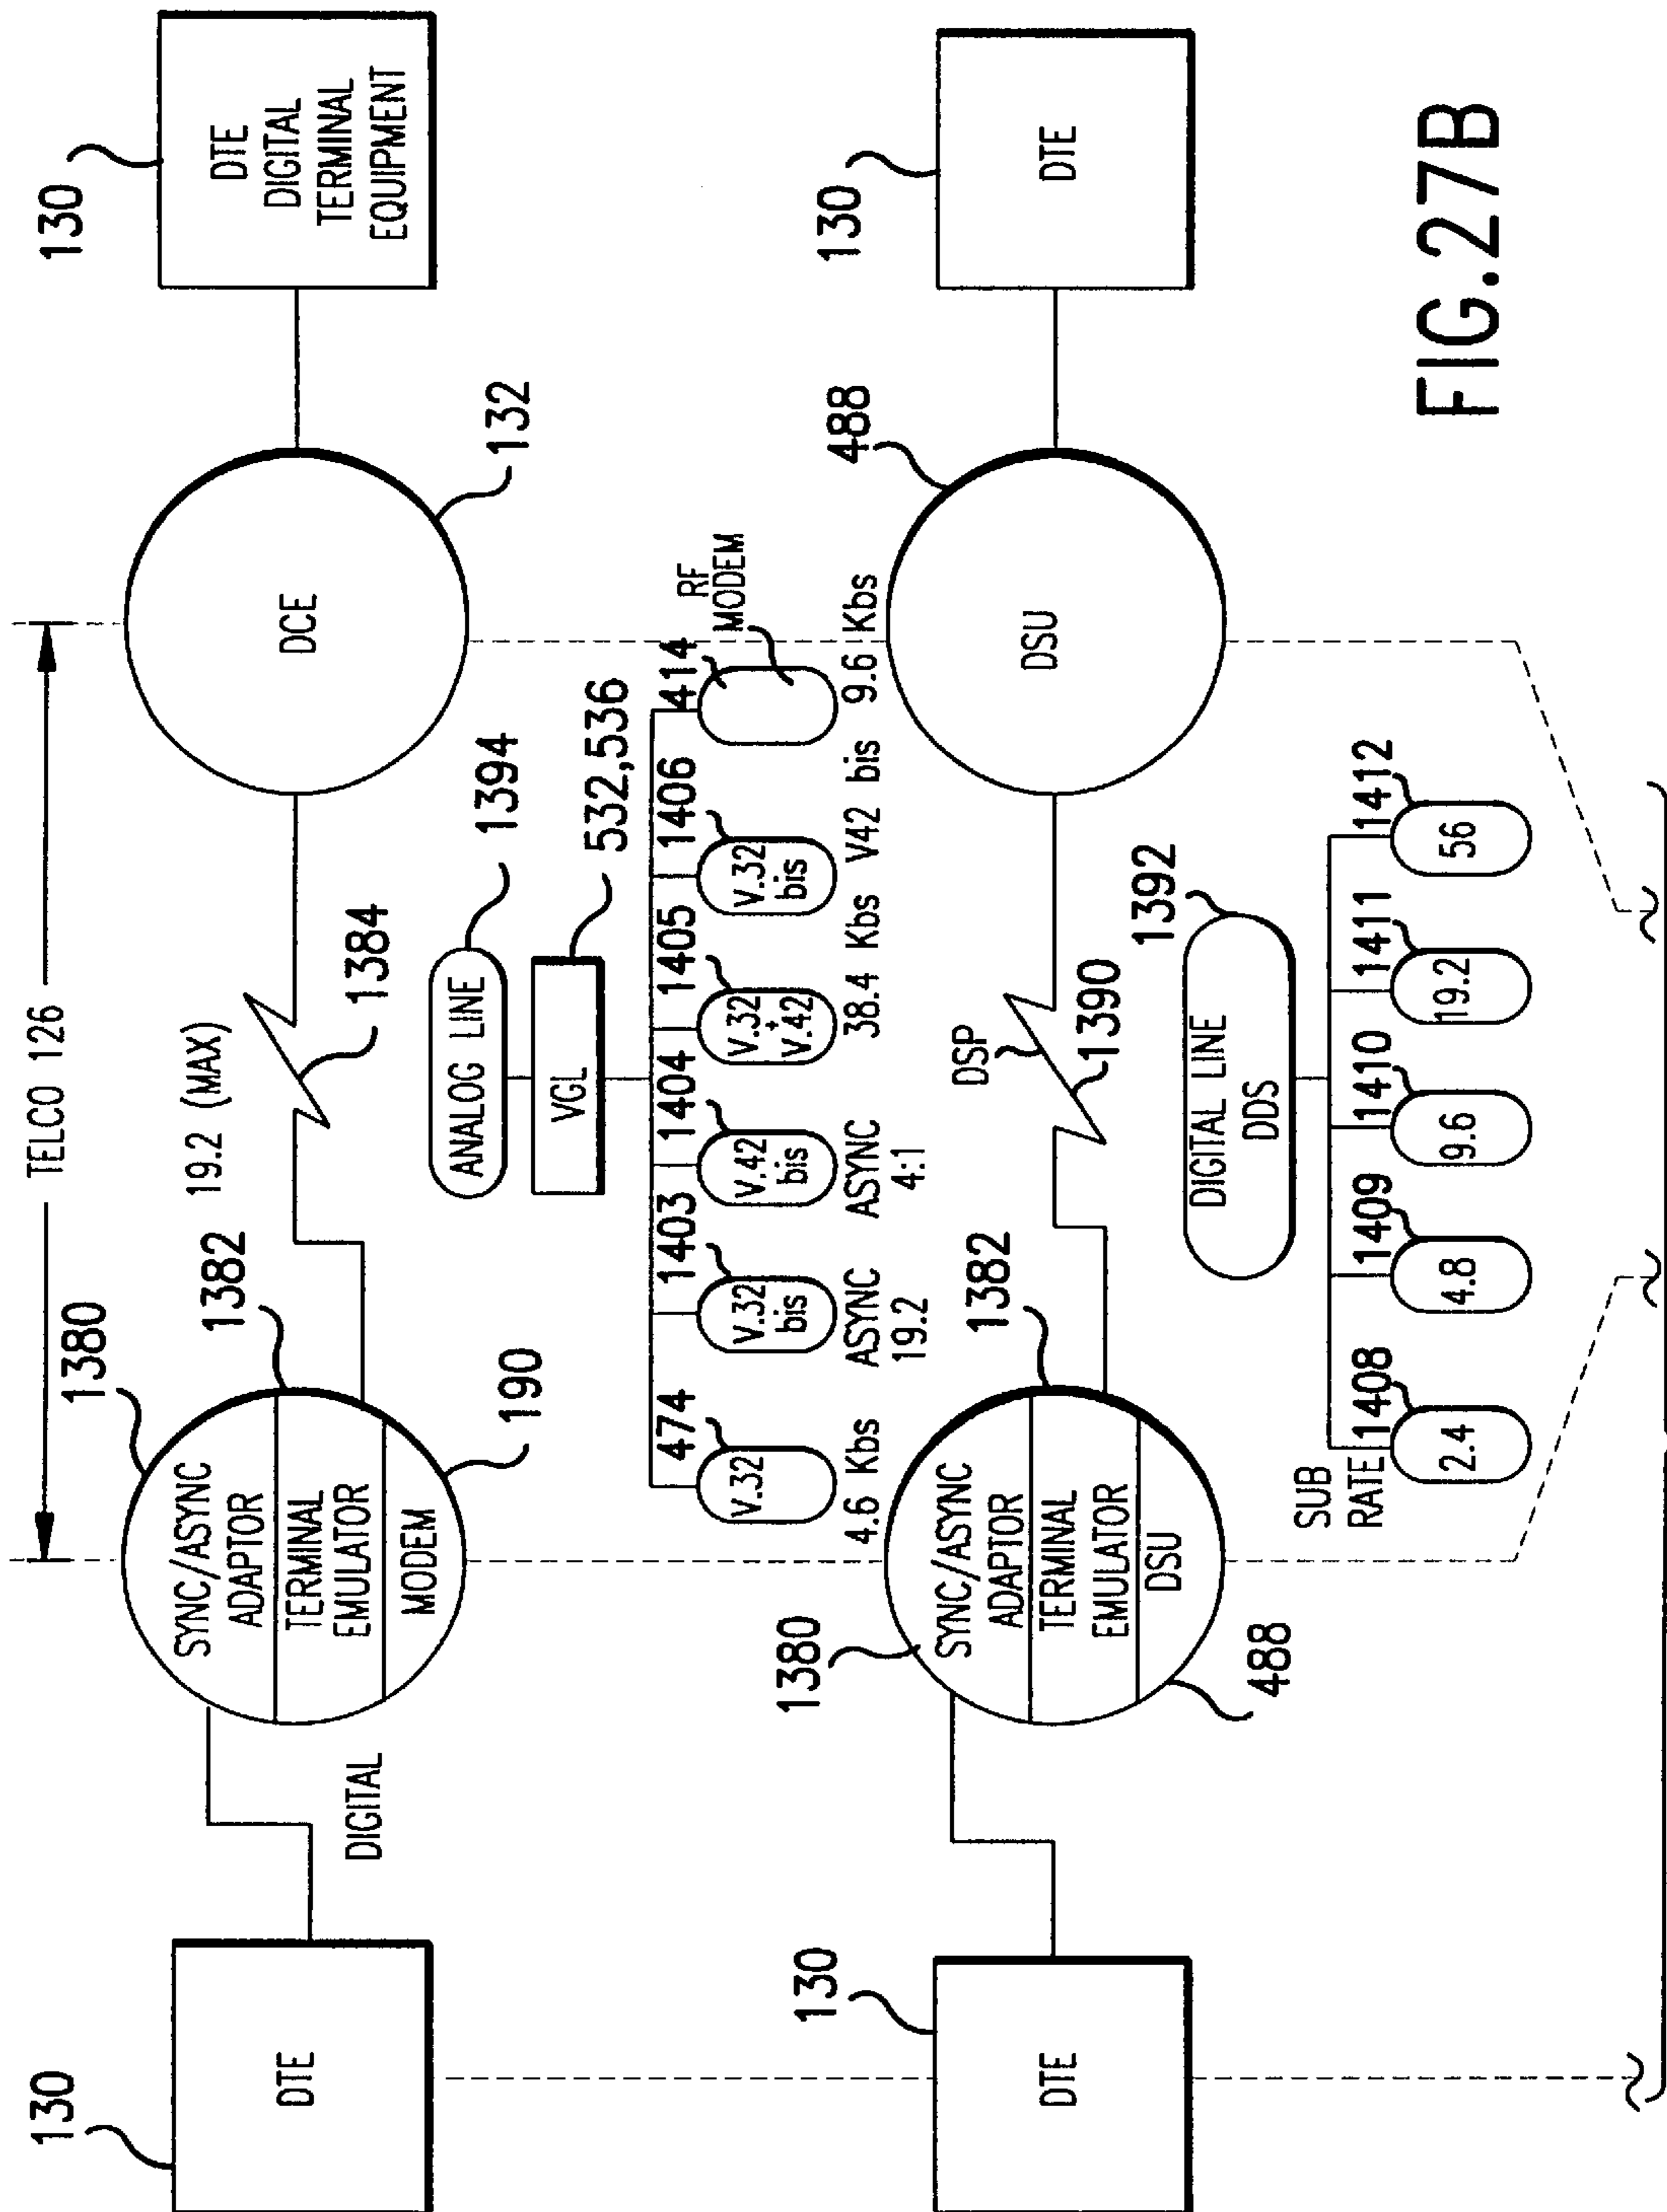 TELCO 126
130
DTE
DIGITAL
1380
SYNC/ASYNC
ADAPTOR
TERMINAL
EMULATOR
MODEM
1382
190
19.2 (MAX)
1384
DCE
132
130
DTE
DIGITAL
TERMINAL
EQUIPMENT
ANALOG LINE
1394
VGL
532,536
474
1403
1404
1405
1406
414
RF
MODEM
V.32
V.32
bis
V.42
bis
V.32
+
V.42
V.32
bis
4.6 Kbs
ASYNC
19.2
ASYNC
4:1
38.4 Kbs V42 bis
9.6 Kbs
130
DTE
1380
SYNC/ASYNC
ADAPTOR
TERMINAL
EMULATOR
DSU
1382
488
DSP
1390
DSU
488
130
DTE
DIGITAL LINE
DDS
1392
SUB
RATE
1408
1409
1410
1411
1412
2.4
4.8
9.6
19.2
56
FIG.27B